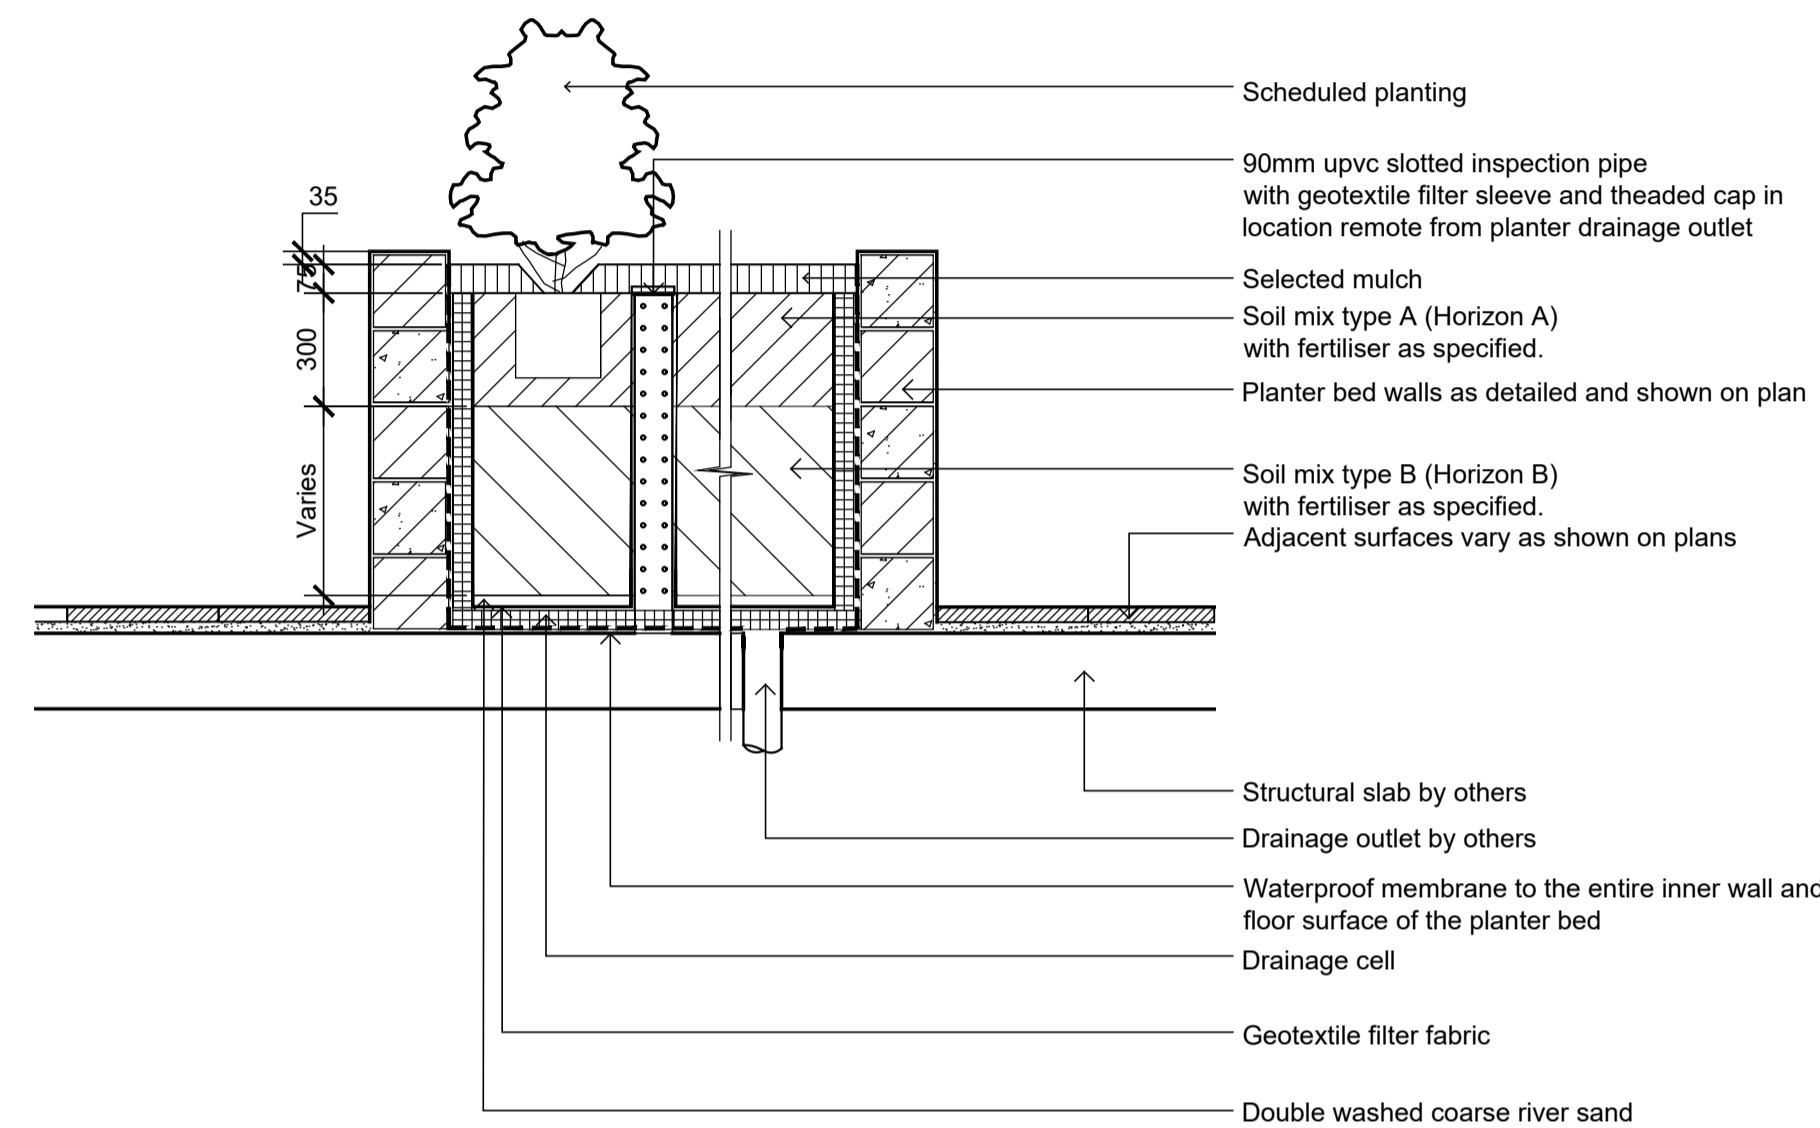 Scheduled planting
90mm upvc slotted inspection pipe
with geotextile filter sleeve and theaded cap in
location remote from planter drainage outlet
35
75
300
Varies
Selected mulch
Soil mix type A (Horizon A)
with fertiliser as specified.
Planter bed walls as detailed and shown on plan
Soil mix type B (Horizon B)
with fertiliser as specified.
Adjacent surfaces vary as shown on plans
Structural slab by others
Drainage outlet by others
Waterproof membrane to the entire inner wall and
floor surface of the planter bed
Drainage cell
Geotextile filter fabric
Double washed coarse river sand